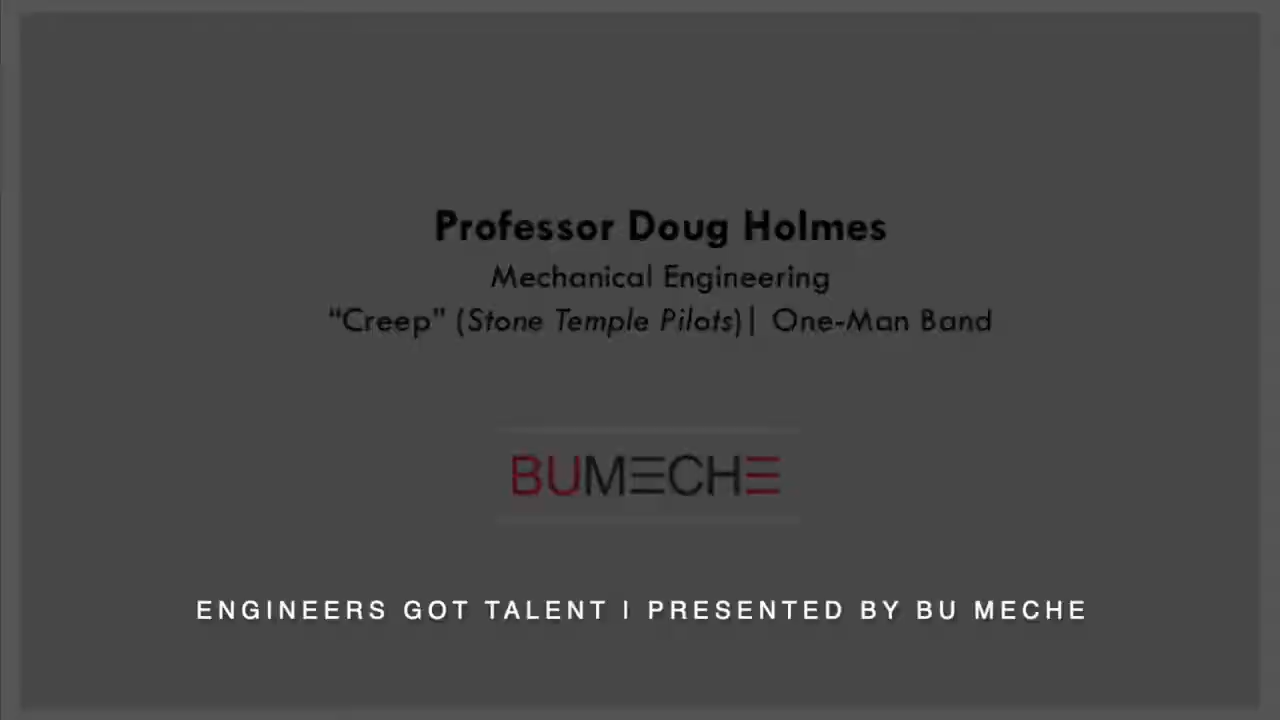 Professor Doug Holmes
Mechanical Engineering
“Creep” (Stone Temple Pilots)| One-Man Band
BUMECHE
ENGINEERS GOT TALENT | PRESENTED BY BU MECHE